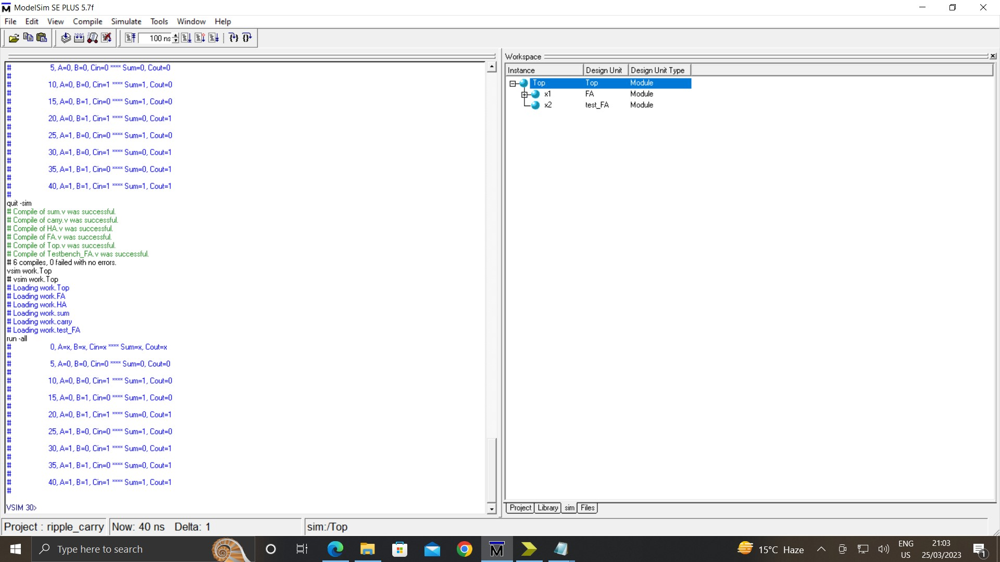 ModelSim SE PLUS 5.7f
File Edit View Compile Simulate Tools Window Help
100 ns
# 5, A=0, B=0, Cin=0 **** Sum=0, Cout=0
#
# 10, A=0, B=0, Cin=1 **** Sum=1, Cout=0
#
# 15, A=0, B=1, Cin=0 **** Sum=1, Cout=0
#
# 20, A=0, B=1, Cin=1 **** Sum=0, Cout=1
#
# 25, A=1, B=0, Cin=0 **** Sum=1, Cout=0
#
# 30, A=1, B=0, Cin=1 **** Sum=0, Cout=1
#
# 35, A=1, B=1, Cin=0 **** Sum=0, Cout=1
#
# 40, A=1, B=1, Cin=1 **** Sum=1, Cout=1
#
quit -sim
# Compile of sum.v was successful.
# Compile of carry.v was successful.
# Compile of HA.v was successful.
# Compile of FA.v was successful.
# Compile of Top.v was successful.
# Compile of Testbench_FA.v was successful.
# 6 compiles, 0 failed with no errors.
vsim work.Top
# vsim work.Top
# Loading work.Top
# Loading work.FA
# Loading work.HA
# Loading work.sum
# Loading work.carry
# Loading work.test_FA
run -all
# 0, A=x, B=x, Cin=x **** Sum=x, Cout=x
#
# 5, A=0, B=0, Cin=0 **** Sum=0, Cout=0
#
# 10, A=0, B=0, Cin=1 **** Sum=1, Cout=0
#
# 15, A=0, B=1, Cin=0 **** Sum=1, Cout=0
#
# 20, A=0, B=1, Cin=1 **** Sum=0, Cout=1
#
# 25, A=1, B=0, Cin=0 **** Sum=1, Cout=0
#
# 30, A=1, B=0, Cin=1 **** Sum=0, Cout=1
#
# 35, A=1, B=1, Cin=0 **** Sum=0, Cout=1
#
# 40, A=1, B=1, Cin=1 **** Sum=1, Cout=1
#
VSIM 30>
Workspace
Instance Design Unit Design Unit Type
Top Top Module
x1 FA Module
x2 test_FA Module
Project Library sim Files
Project : ripple_carry Now: 40 ns Delta: 1 sim:/Top
Type here to search
15°C Haze
ENG
US
21:03
25/03/2023
1